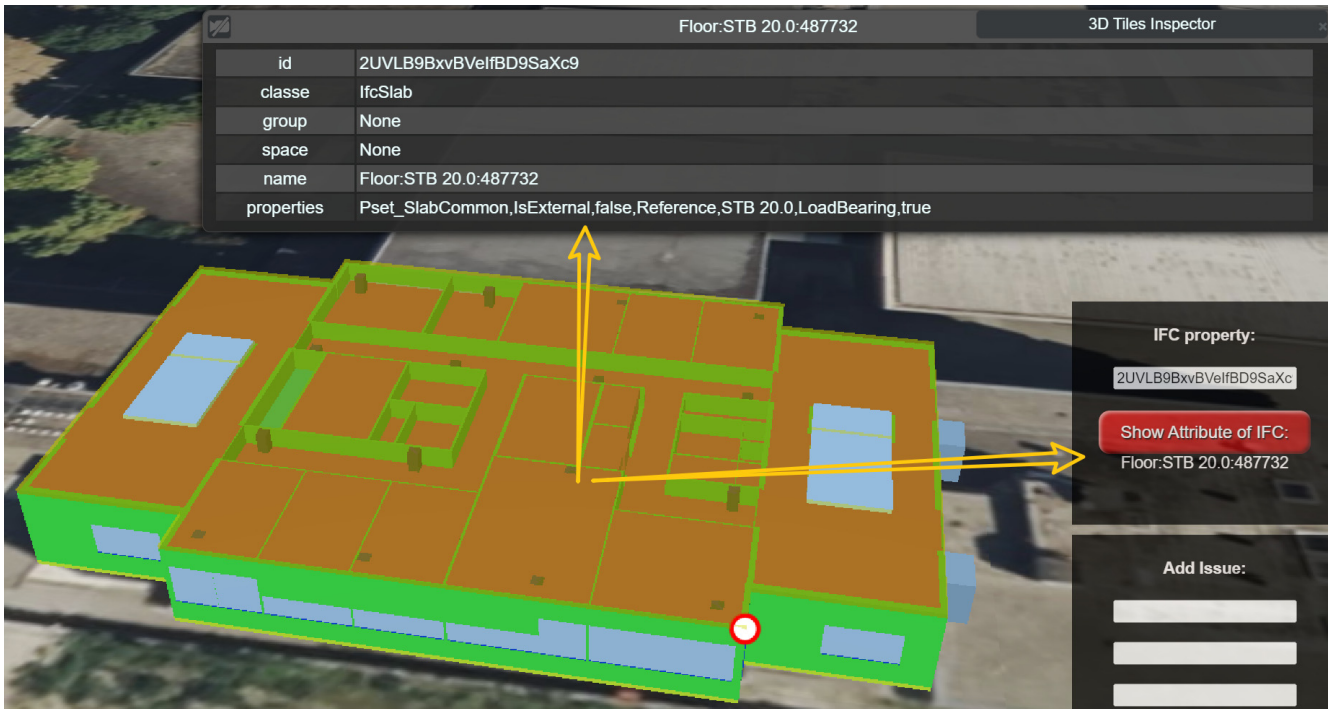 Floor:STB 20.0:487732
3D Tiles Inspector
id 2UVLB9BxvBVeIfBD9SaXc9
classe IfcSlab
group None
space None
name Floor:STB 20.0:487732
properties Pset_SlabCommon,IsExternal,false,Reference,STB 20.0,LoadBearing,true
IFC property:
2UVLB9BxvBVeIfBD9SaXc
Show Attribute of IFC:
Floor:STB 20.0:487732
Add Issue: